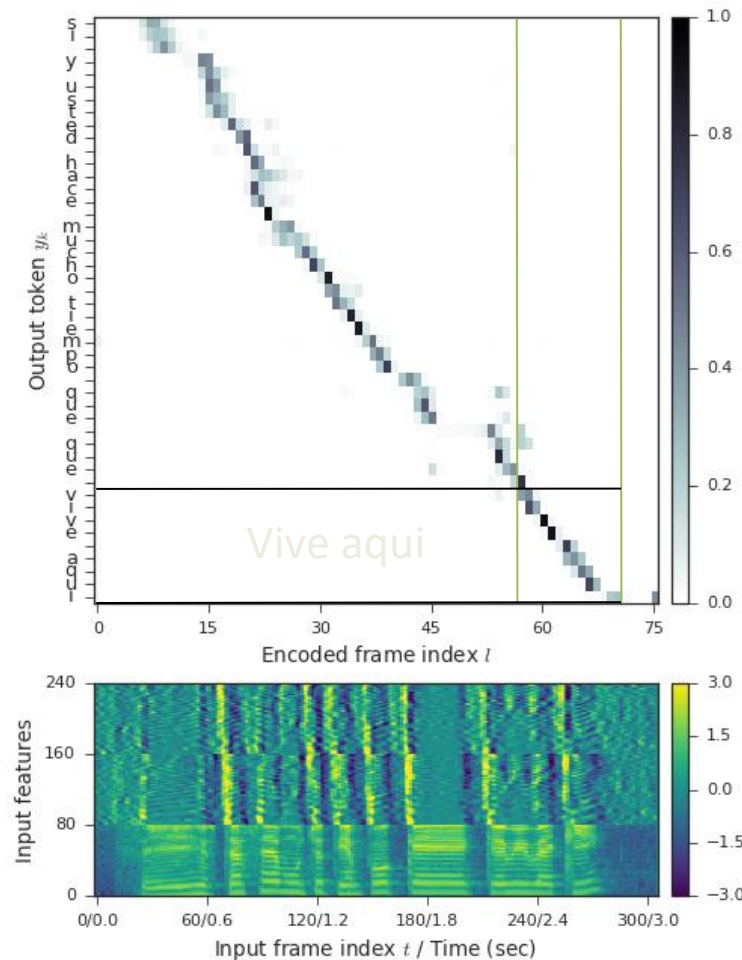 s
i
y
u
s
t
e
d
h
a
c
e
m
u
c
h
o
t
i
e
m
p
o
q
u
e
q
u
e
v
i
v
e
a
q
u
i
Output token yₖ
Vive aqui
1.0
0.8
0.6
0.4
0.2
0.0
0 15 30 45 60 75
Encoded frame index l
240
160
80
0
Input features
3.0
1.5
0.0
−1.5
−3.0
0/0.0 60/0.6 120/1.2 180/1.8 240/2.4 300/3.0
Input frame index t / Time (sec)